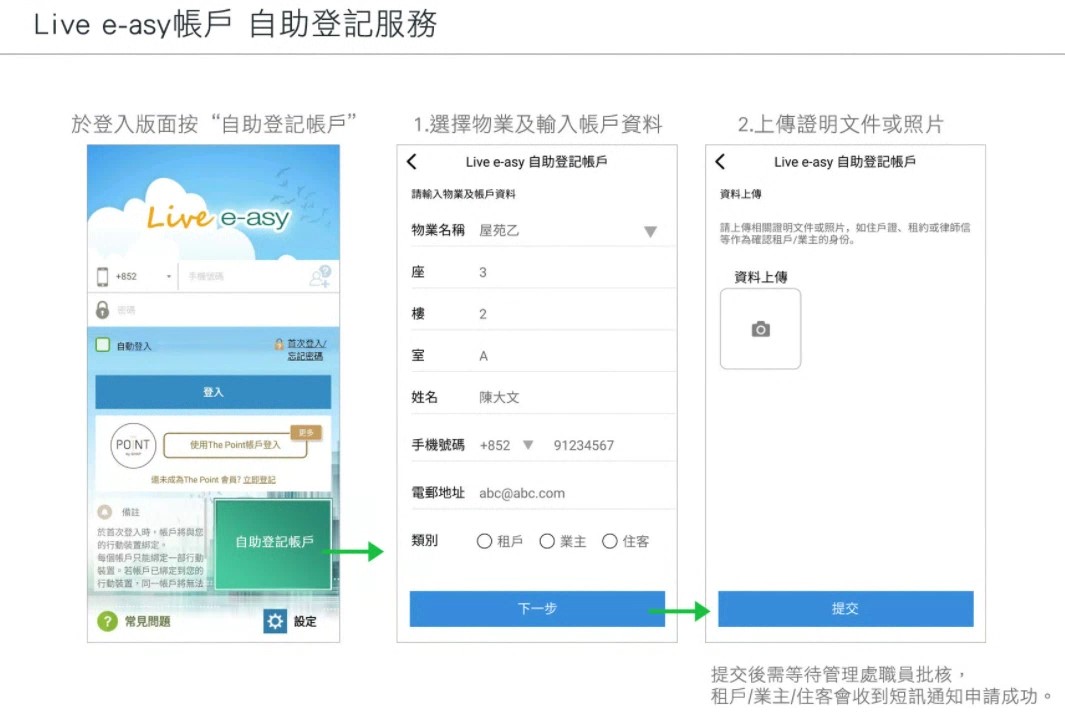 Live e-asy帳戶 自助登記服務
於登入版面按“自助登記帳戶”
Live e-asy
+852 手機號碼
密碼
自動登入
首次登入/
忘記密碼
登入
POINT
by SHKP
使用The Point帳戶登入
更多
還未成為The Point 會員? 立即登記
備註
於首次登入時，帳戶將與您
的行動裝置綁定。
每個帳戶只能綁定一部行動
裝置。若帳戶已綁定到您的
行動裝置，同一帳戶將無法
自助登記帳戶
? 常見問題
設定
1.選擇物業及輸入帳戶資料
Live e-asy 自助登記帳戶
請輸入物業及帳戶資料
物業名稱 屋苑乙
座 3
樓 2
室 A
姓名 陳大文
手機號碼 +852 91234567
電郵地址 abc@abc.com
類別 租戶 業主 住客
下一步
2.上傳證明文件或照片
Live e-asy 自助登記帳戶
資料上傳
請上傳相關證明文件或照片，如住戶證、租約或律師信
等作為確認租戶/業主的身份。
資料上傳
提交
提交後需等待管理處職員批核，
租戶/業主/住客會收到短訊通知申請成功。